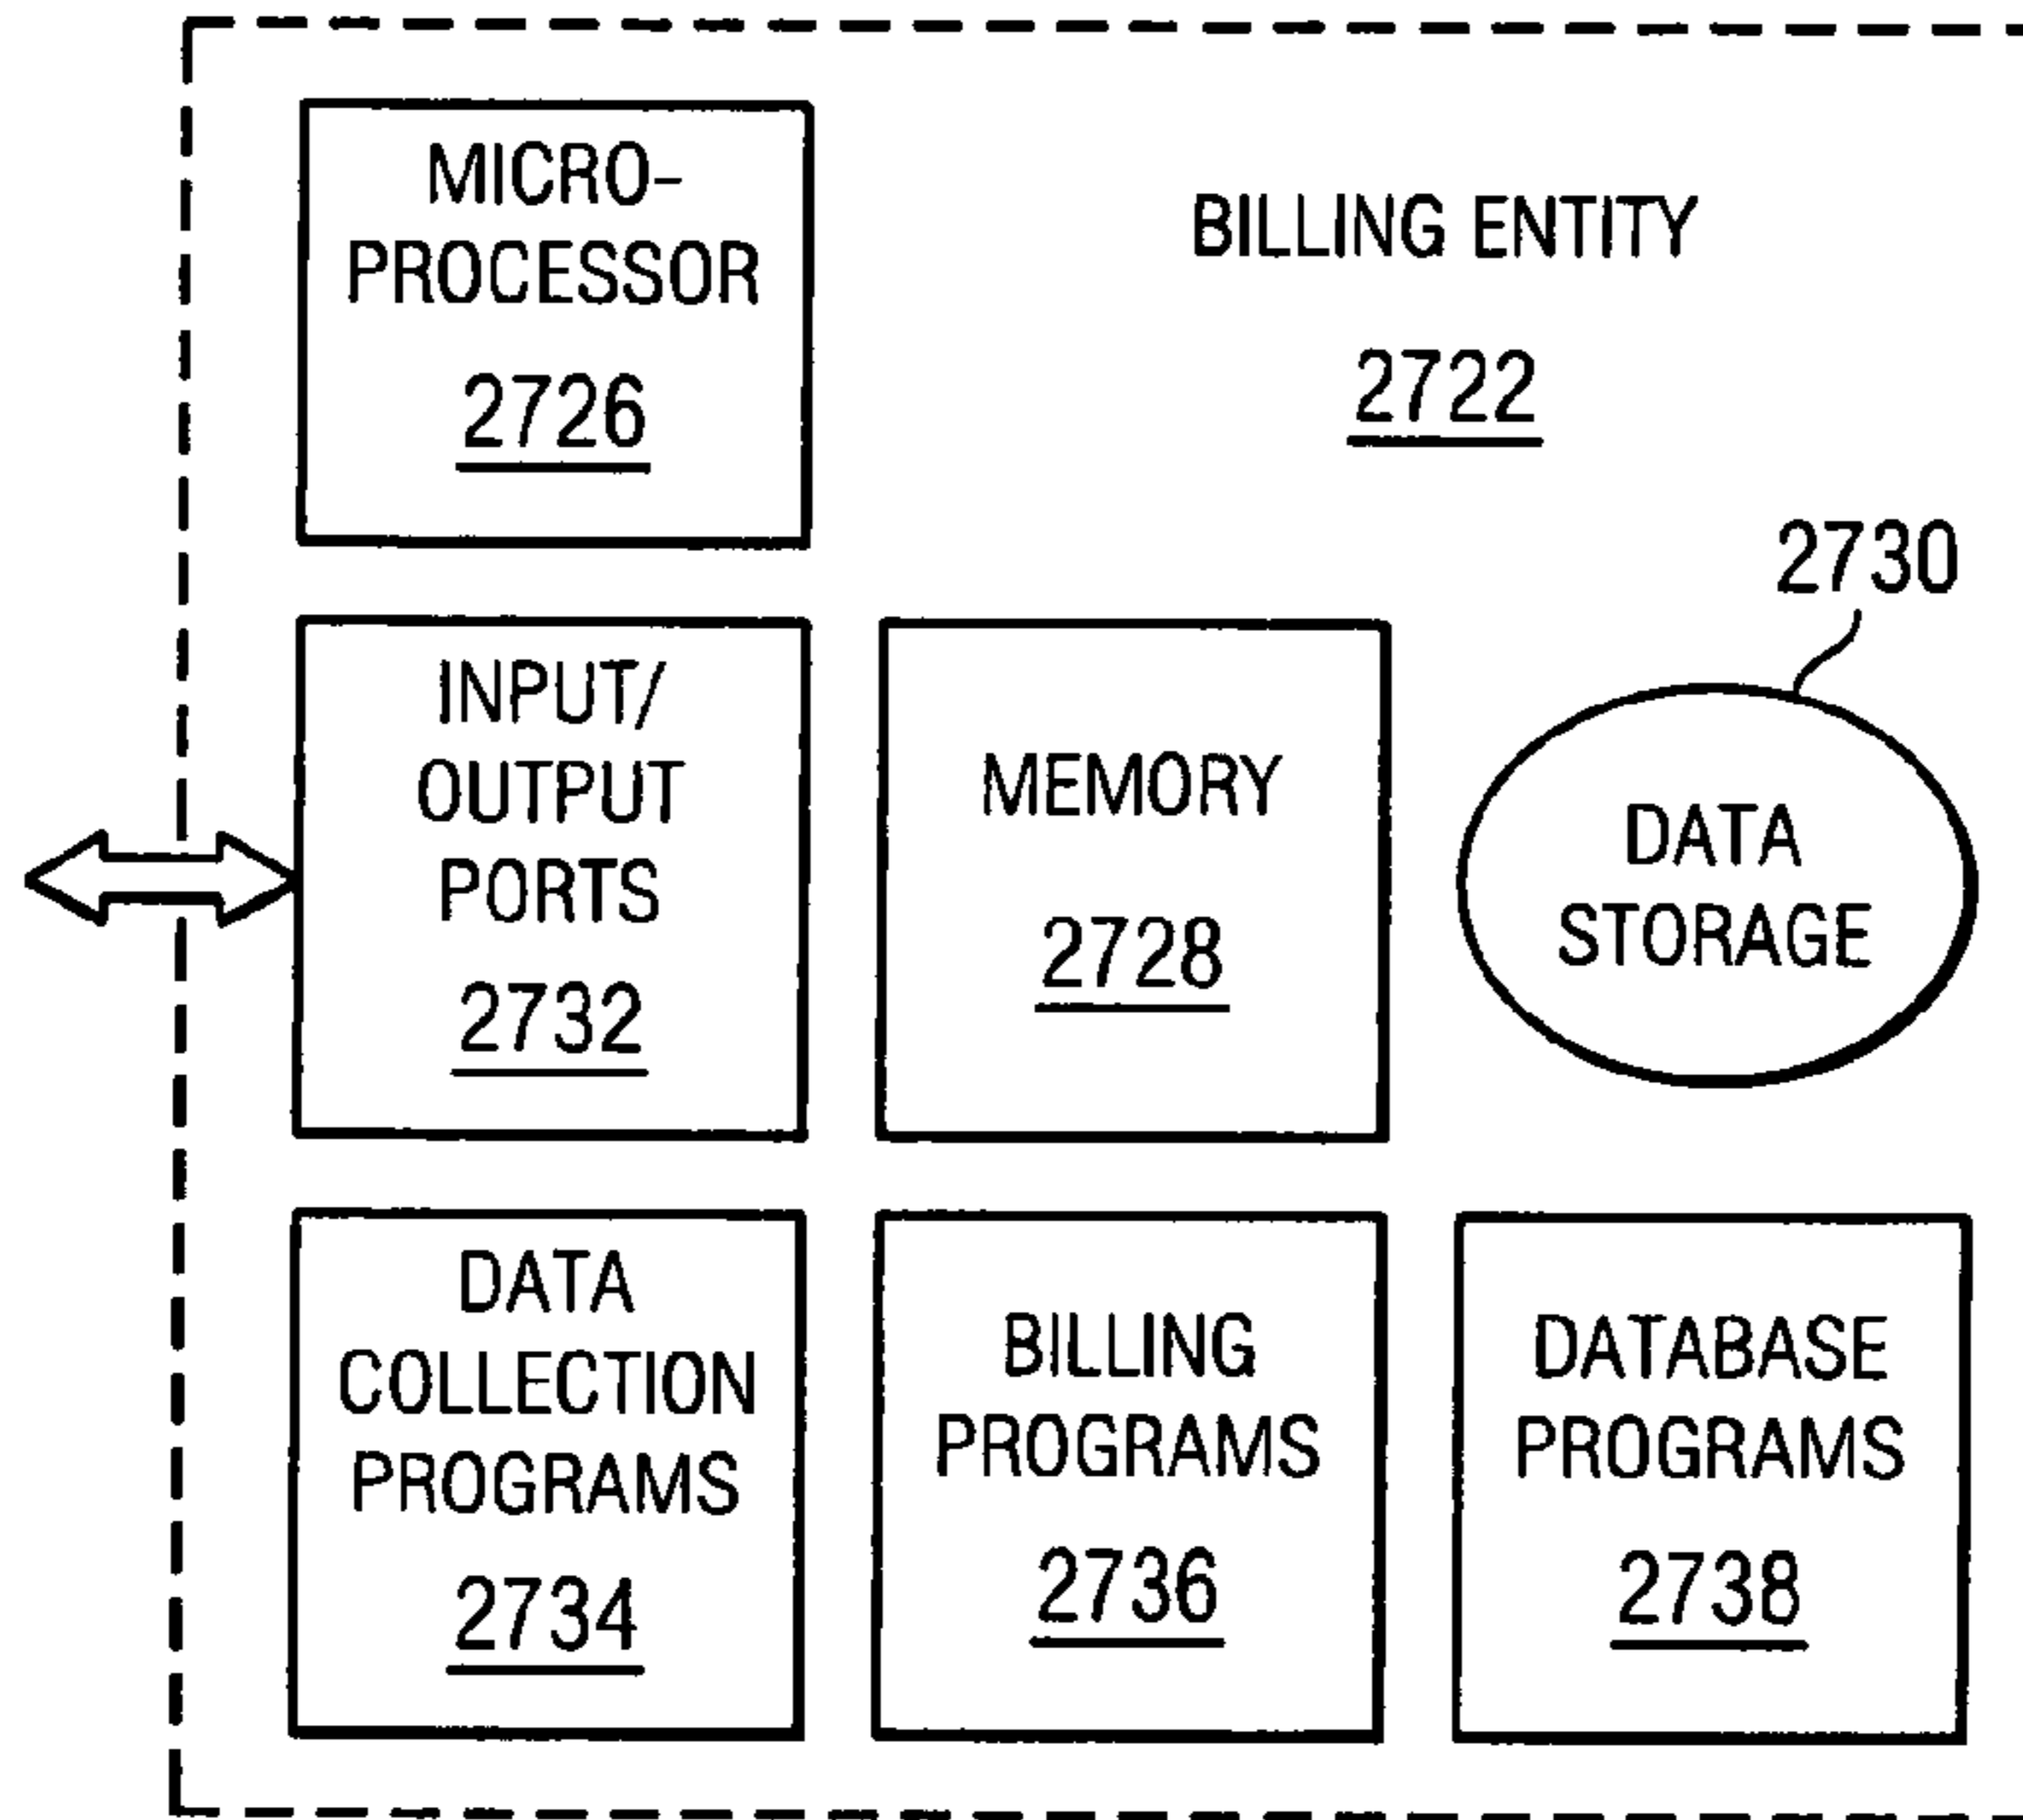 MICRO-
PROCESSOR
2726
BILLING ENTITY
2722
2730
INPUT/
OUTPUT
PORTS
2732
MEMORY
2728
DATA
STORAGE
DATA
COLLECTION
PROGRAMS
2734
BILLING
PROGRAMS
2736
DATABASE
PROGRAMS
2738